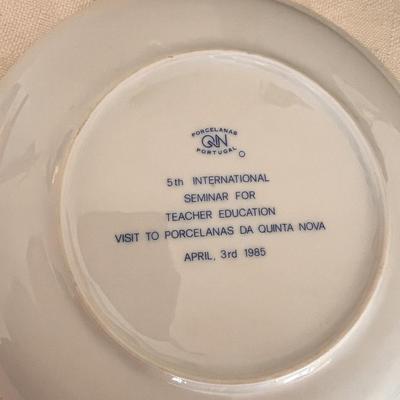 PORCELANAS
QN
PORTUGAL
5th INTERNATIONAL
SEMINAR FOR
TEACHER EDUCATION
VISIT TO PORCELANAS DA QUINTA NOVA
APRIL, 3rd 1985